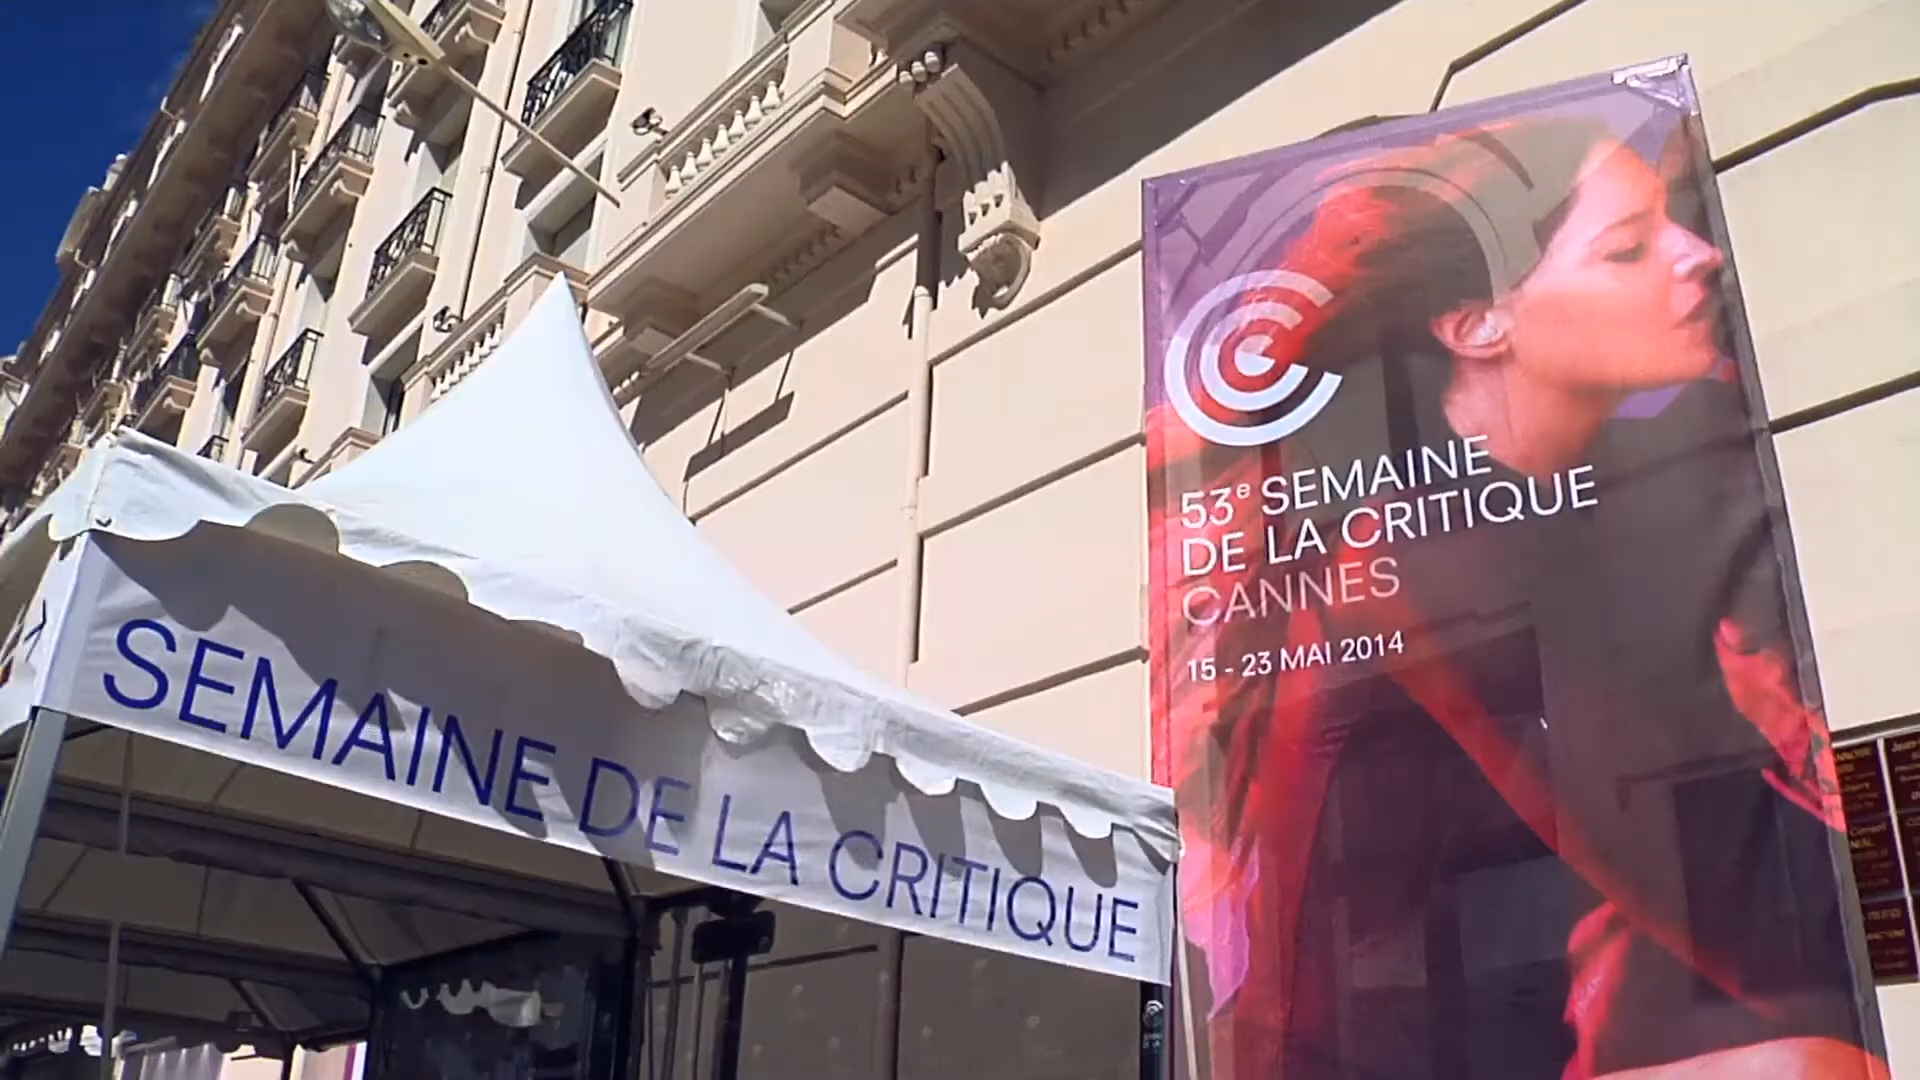 SEMAINE DE LA CRITIQUE
53e SEMAINE
DE LA CRITIQUE
CANNES
15 - 23 MAI 2014